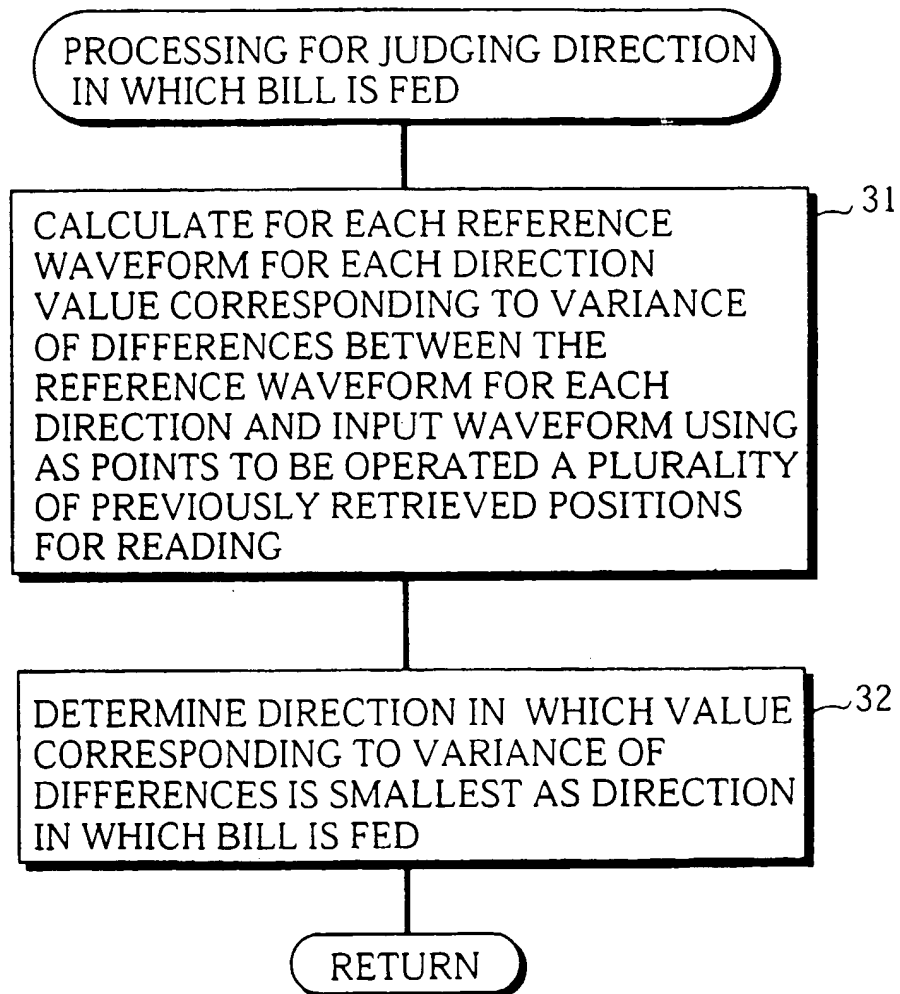 PROCESSING FOR JUDGING DIRECTION
IN WHICH BILL IS FED
31
CALCULATE FOR EACH REFERENCE
WAVEFORM FOR EACH DIRECTION
VALUE CORRESPONDING TO VARIANCE
OF DIFFERENCES BETWEEN THE
REFERENCE WAVEFORM FOR EACH
DIRECTION AND INPUT WAVEFORM USING
AS POINTS TO BE OPERATED A PLURALITY
OF PREVIOUSLY RETRIEVED POSITIONS
FOR READING
32
DETERMINE DIRECTION IN WHICH VALUE
CORRESPONDING TO VARIANCE OF
DIFFERENCES IS SMALLEST AS DIRECTION
IN WHICH BILL IS FED
RETURN